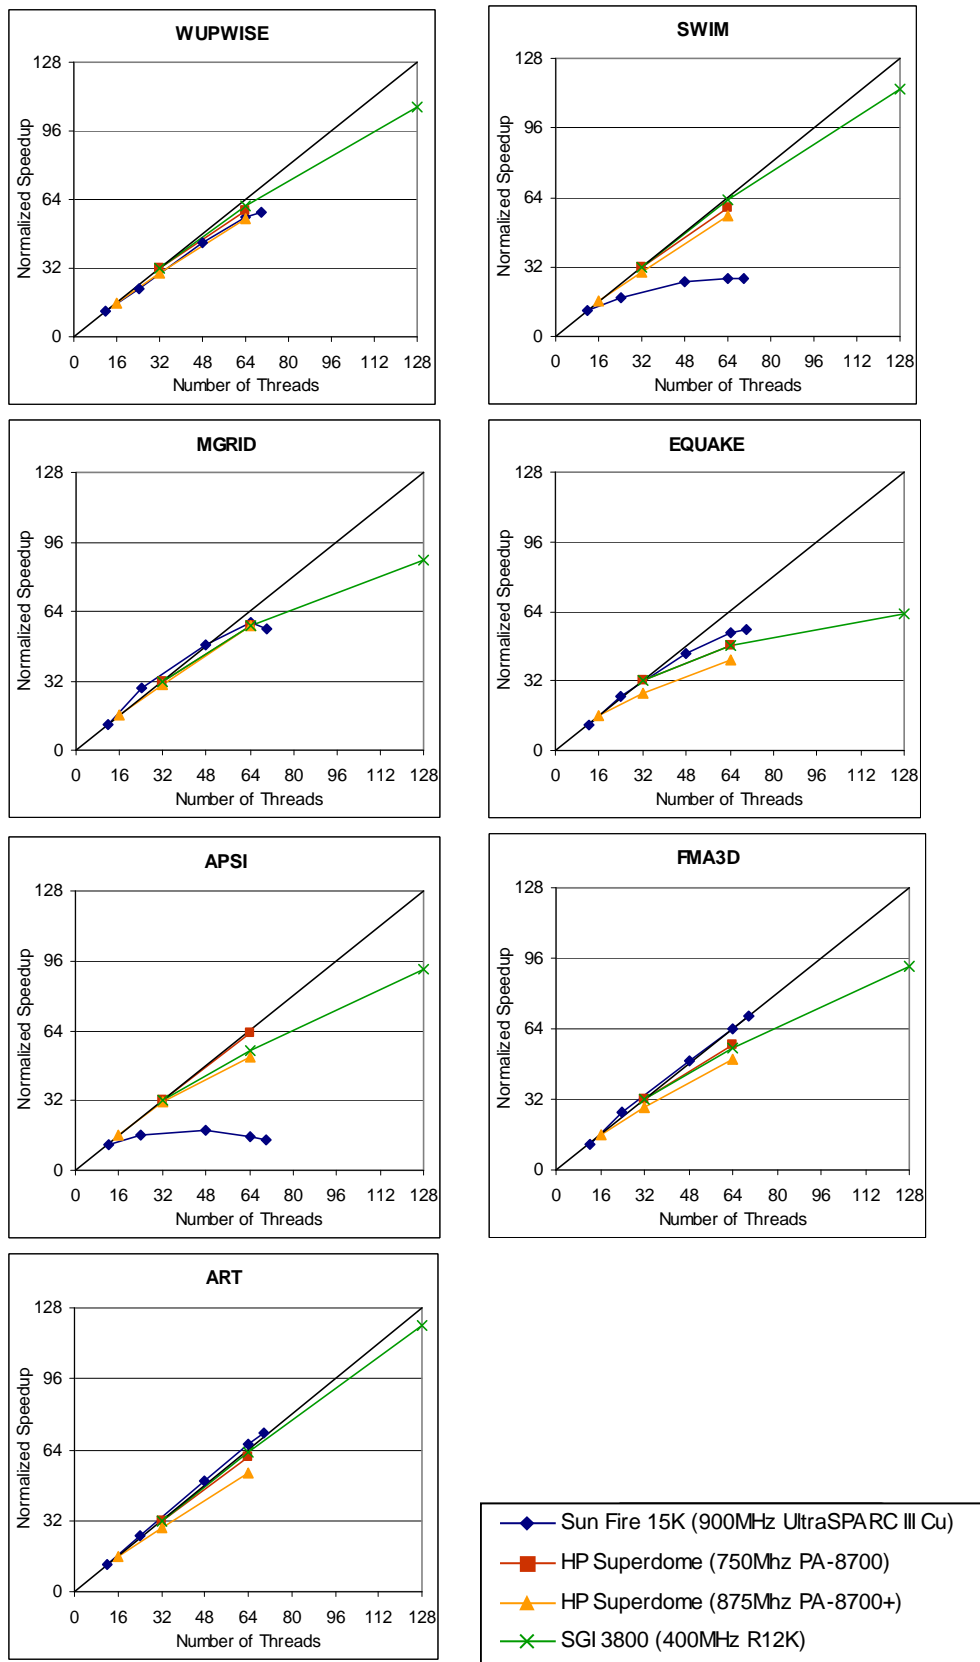 WUPWISE
128
96
64
32
0
0 16 32 48 64 80 96 112 128
Normalized Speedup
Number of Threads
SWIM
128
96
64
32
0
0 16 32 48 64 80 96 112 128
Normalized Speedup
Number of Threads
MGRID
128
96
64
32
0
0 16 32 48 64 80 96 112 128
Normalized Speedup
Number of Threads
EQUAKE
128
96
64
32
0
0 16 32 48 64 80 96 112 128
Normalized Speedup
Number of Threads
APSI
128
96
64
32
0
0 16 32 48 64 80 96 112 128
Normalized Speedup
Number of Threads
FMA3D
128
96
64
32
0
0 16 32 48 64 80 96 112 128
Normalized Speedup
Number of Threads
ART
128
96
64
32
0
0 16 32 48 64 80 96 112 128
Normalized Speedup
Number of Threads
Sun Fire 15K (900MHz UltraSPARC III Cu)
HP Superdome (750Mhz PA-8700)
HP Superdome (875Mhz PA-8700+)
SGI 3800 (400MHz R12K)